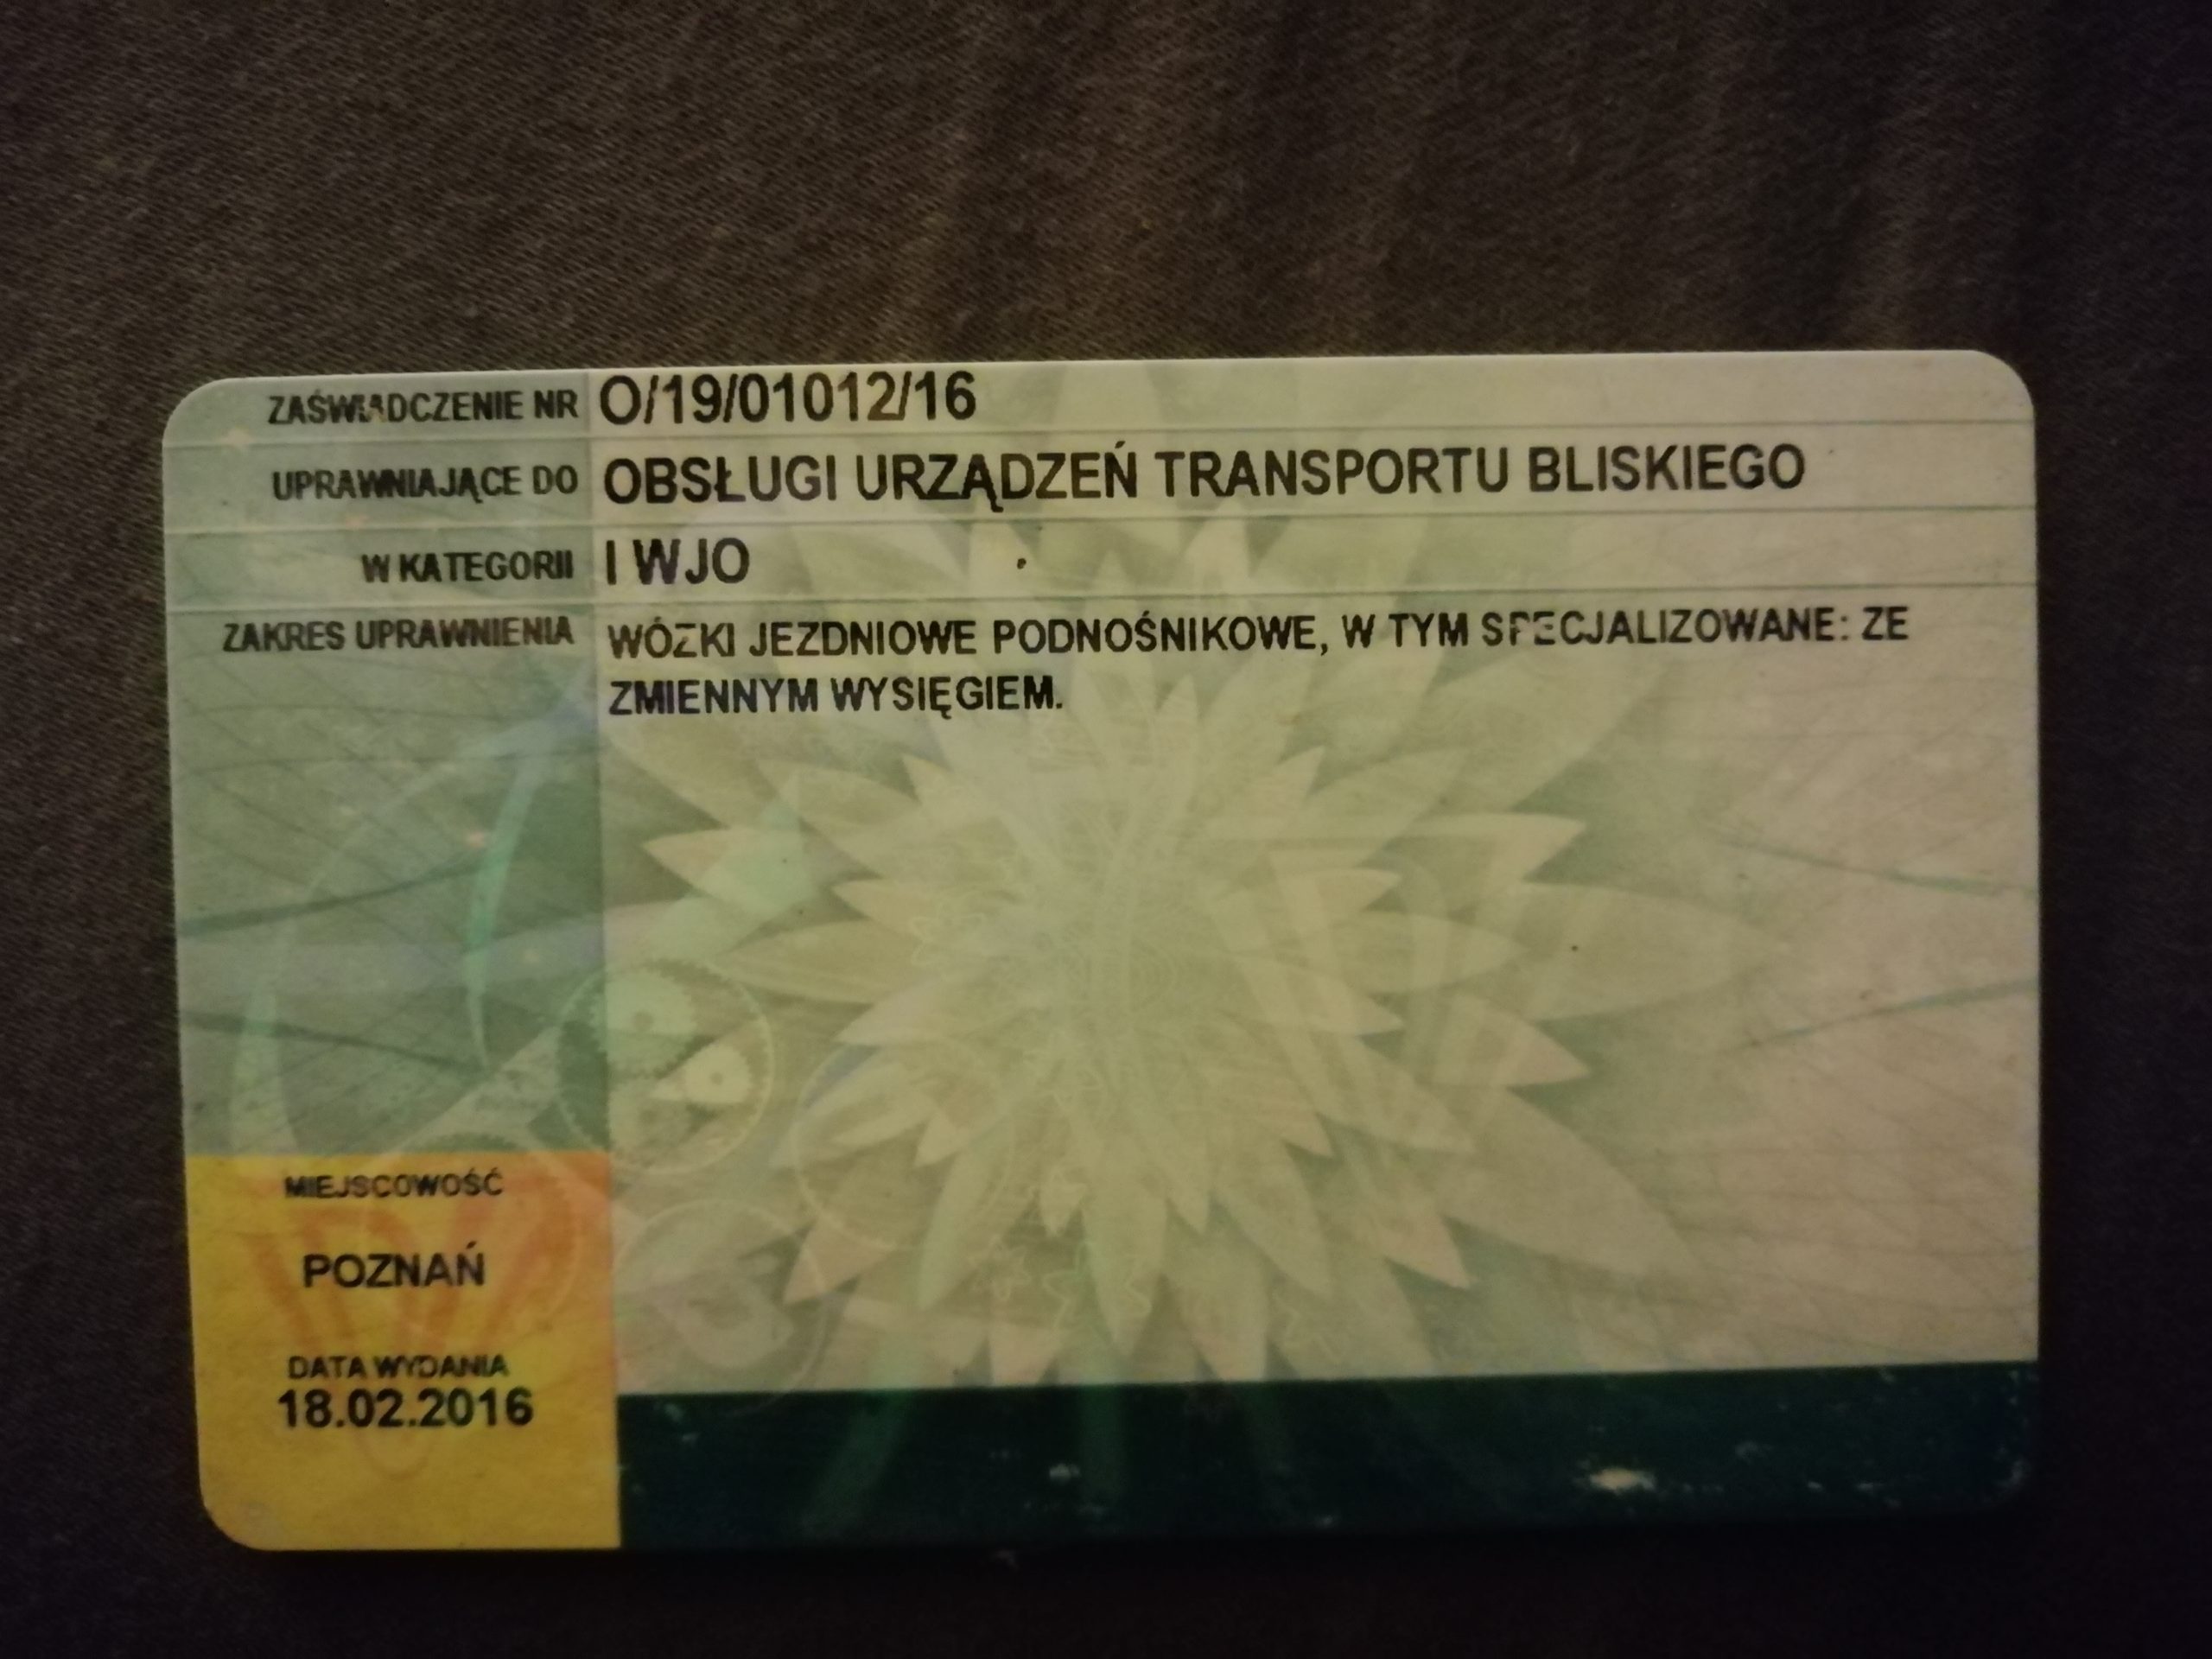 ZAŚWIADCZENIE NR O/19/01012/16
UPRAWNIAJĄCE DO OBSŁUGI URZĄDZEŃ TRANSPORTU BLISKIEGO
W KATEGORII I WJO
ZAKRES UPRAWNIENIA WÓZKI JEZDNIOWE PODNOŚNIKOWE, W TYM SPECJALIZOWANE: ZE
ZMIENNYM WYSIĘGIEM.
MIEJSCOWOŚĆ
POZNAŃ
DATA WYDANIA
18.02.2016